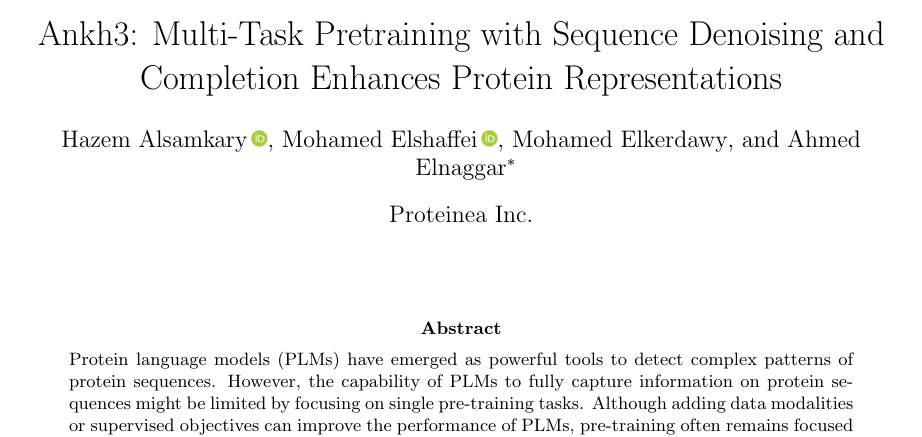 Ankh3: Multi-Task Pretraining with Sequence Denoising and
Completion Enhances Protein Representations
Hazem Alsamkary iD, Mohamed Elshaffei iD, Mohamed Elkerdawy, and Ahmed
Elnaggar*
Proteinea Inc.
Abstract
Protein language models (PLMs) have emerged as powerful tools to detect complex patterns of
protein sequences. However, the capability of PLMs to fully capture information on protein se-
quences might be limited by focusing on single pre-training tasks. Although adding data modalities
or supervised objectives can improve the performance of PLMs, pre-training often remains focused